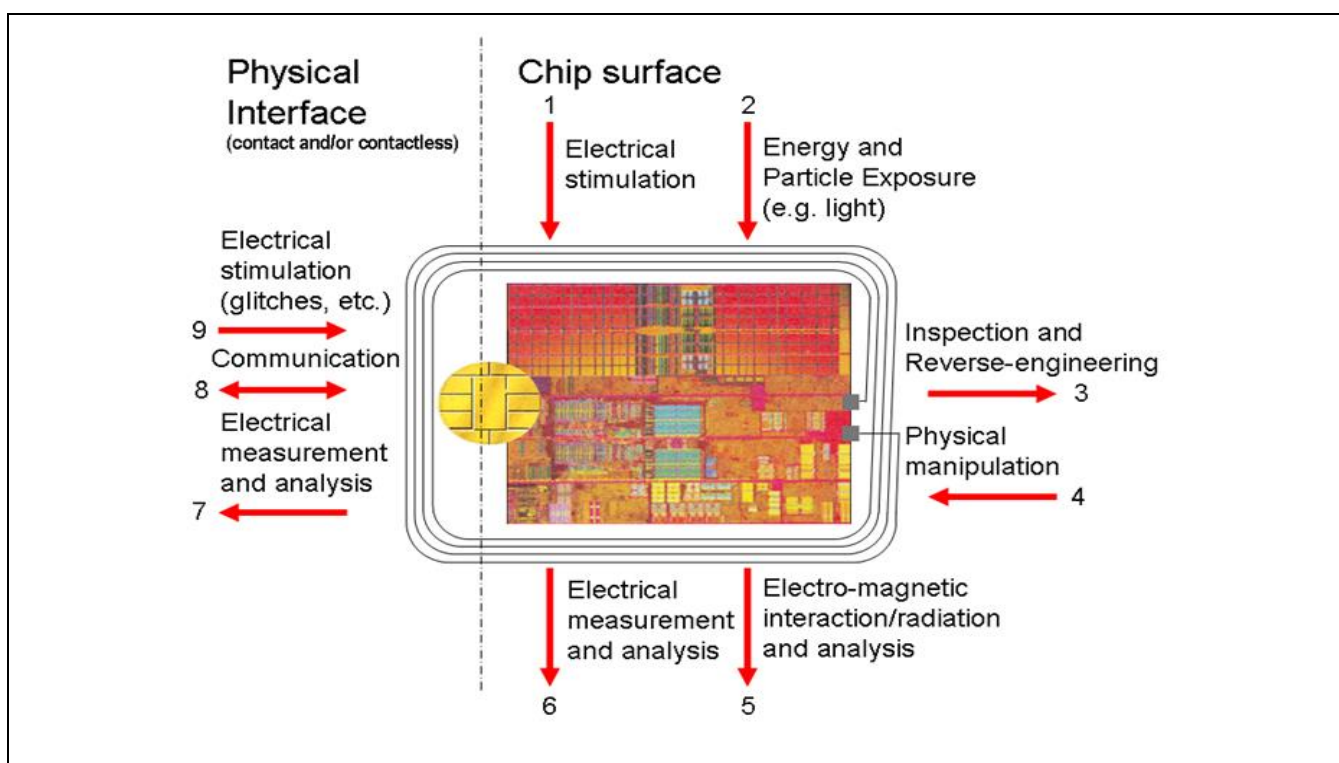 Physical
Interface
(contact and/or contactless)
Chip surface
1
2
Electrical
stimulation
Energy and
Particle Exposure
(e.g. light)
Electrical
stimulation
(glitches, etc.)
9
Communication
8
Electrical
measurement
and analysis
7
Inspection and
Reverse-engineering
3
Physical
manipulation
4
Electrical
measurement
and analysis
6
Electro-magnetic
interaction/radiation
and analysis
5